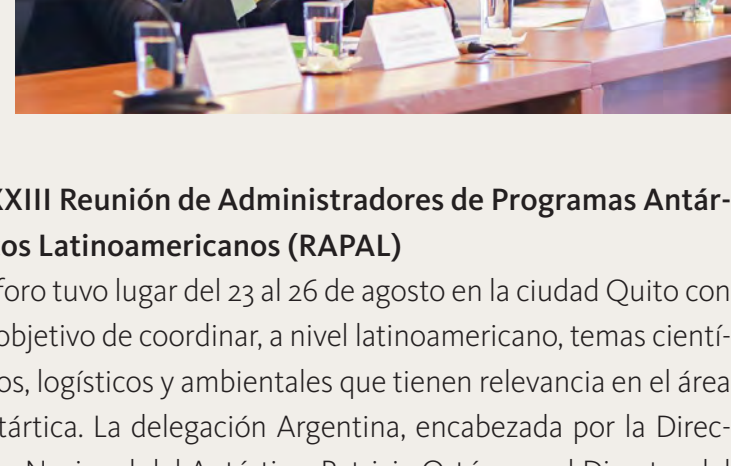 XXIII Reunión de Administradores de Programas Antár-
os Latinoamericanos (RAPAL)
foro tuvo lugar del 23 al 26 de agosto en la ciudad Quito con
objetivo de coordinar, a nivel latinoamericano, temas cientí-
os, logísticos y ambientales que tienen relevancia en el área
tártica. La delegación Argentina, encabezada por la Direc-